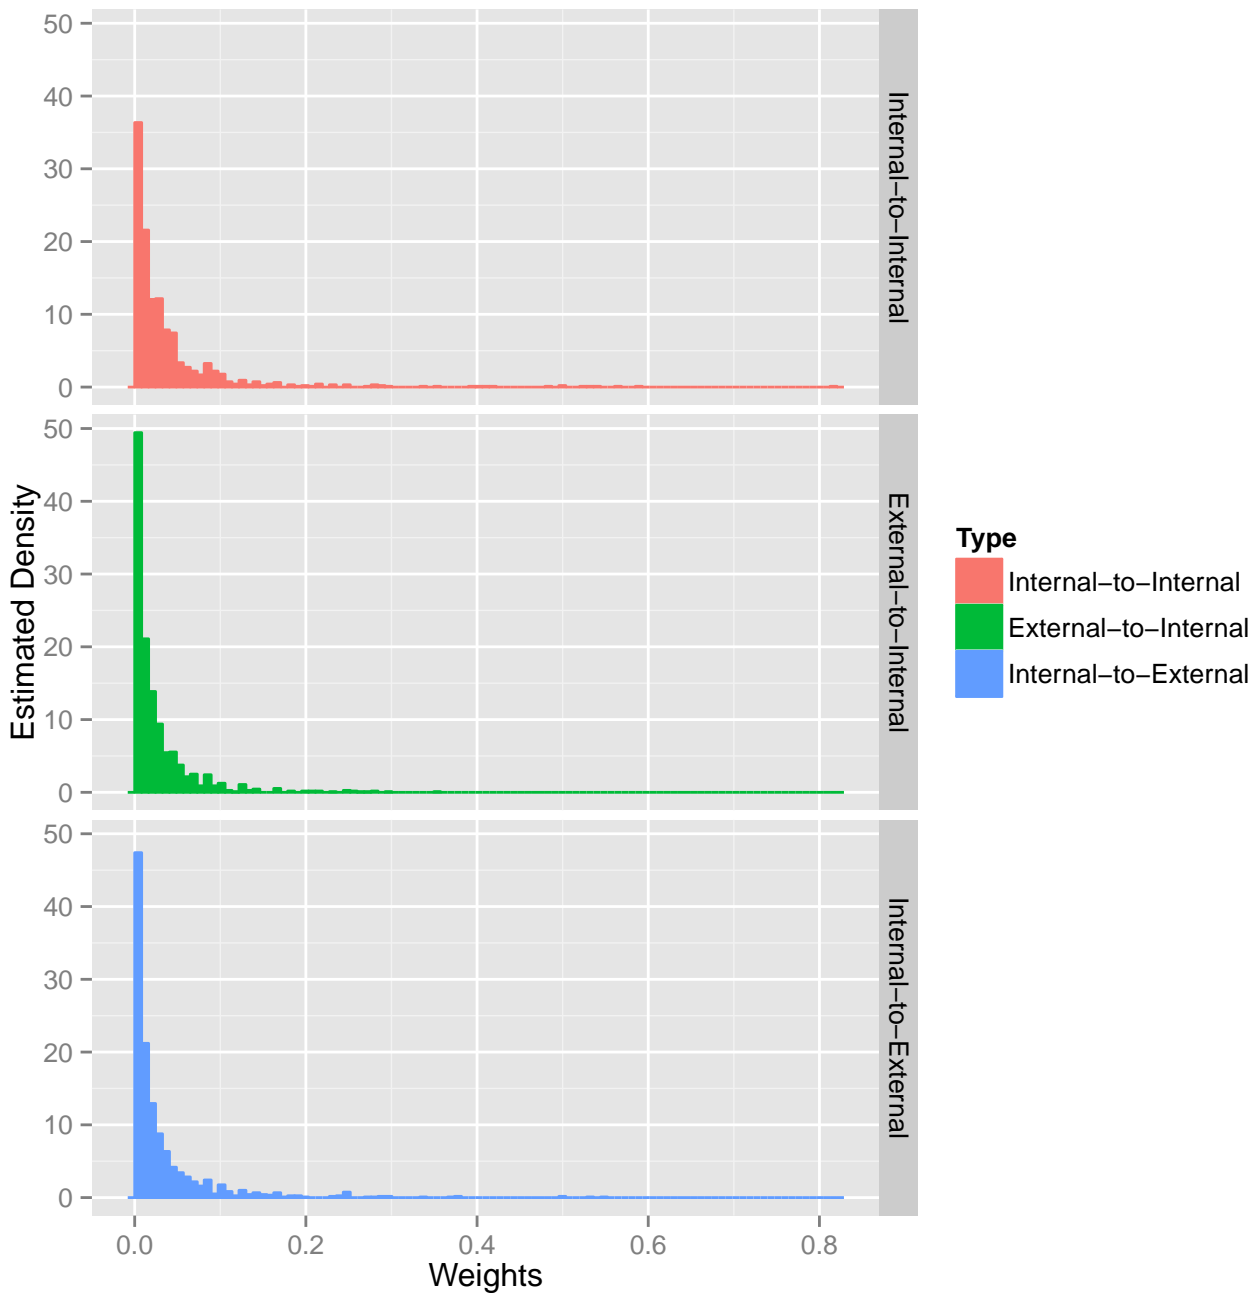 50
40
30
20
10
0
Internal−to−Internal
50
40
30
20
10
0
External−to−Internal
50
40
30
20
10
0
Internal−to−External
0.0 0.2 0.4 0.6 0.8
Weights
Estimated Density
Type
Internal−to−Internal
External−to−Internal
Internal−to−External